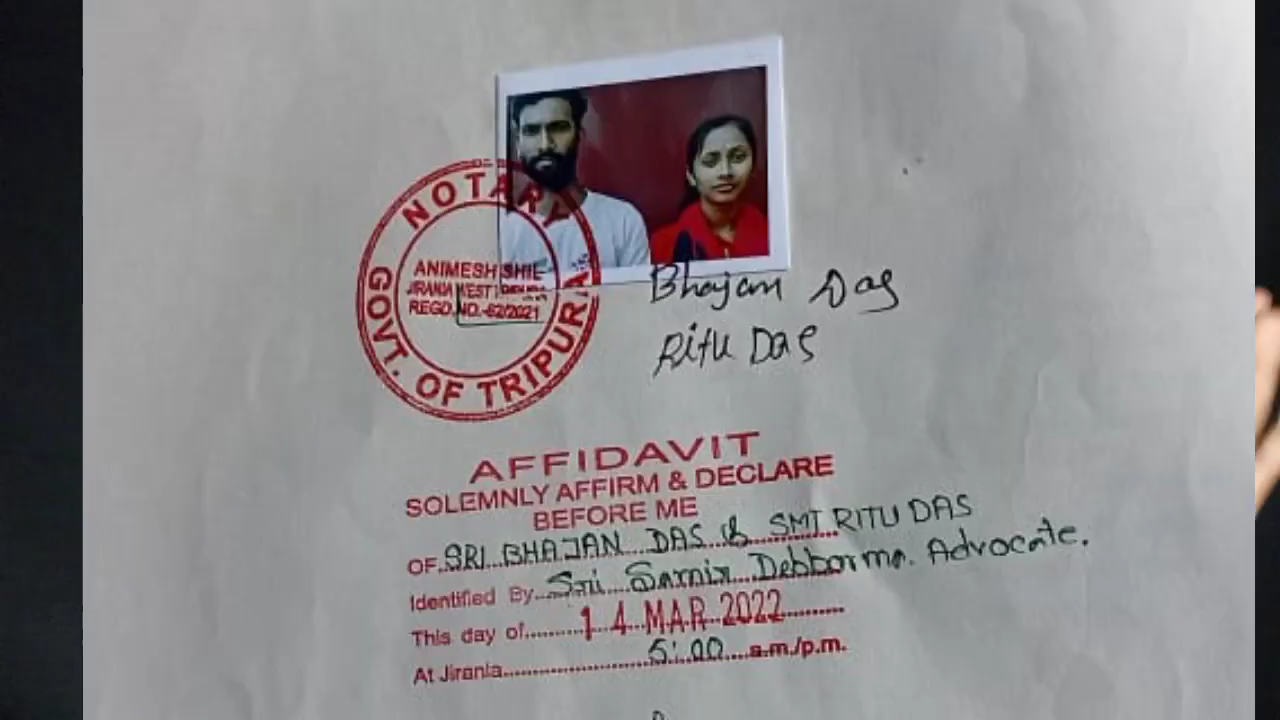 NOTARY
GOVT. OF TRIPURA
ANIMESH SHIL
JIRANIA WEST
REGD.NO.-62/2021
Bhajan Das
Ritu Das
AFFIDAVIT
SOLEMNLY AFFIRM & DECLARE
BEFORE ME
OF SRI BHAJAN DAS & SMT RITU DAS
Identified By Sri Samir Debbarma. Advocate.
This day of 14 MAR 2022
At Jirania 5:00 a.m./p.m.